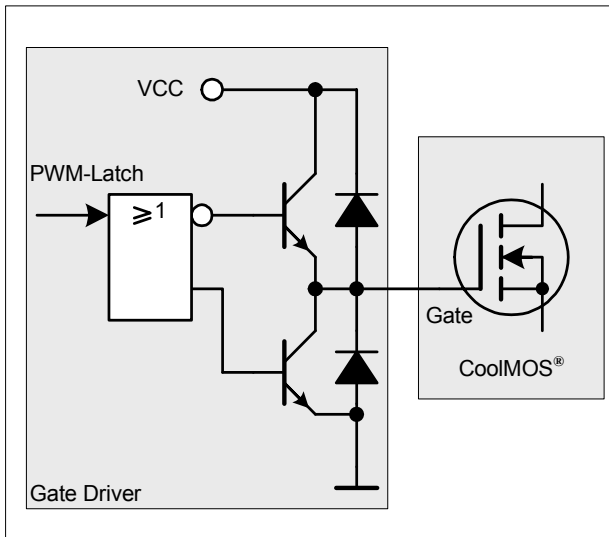 VCC
PWM-Latch
≥1
Gate
CoolMOS®
Gate Driver